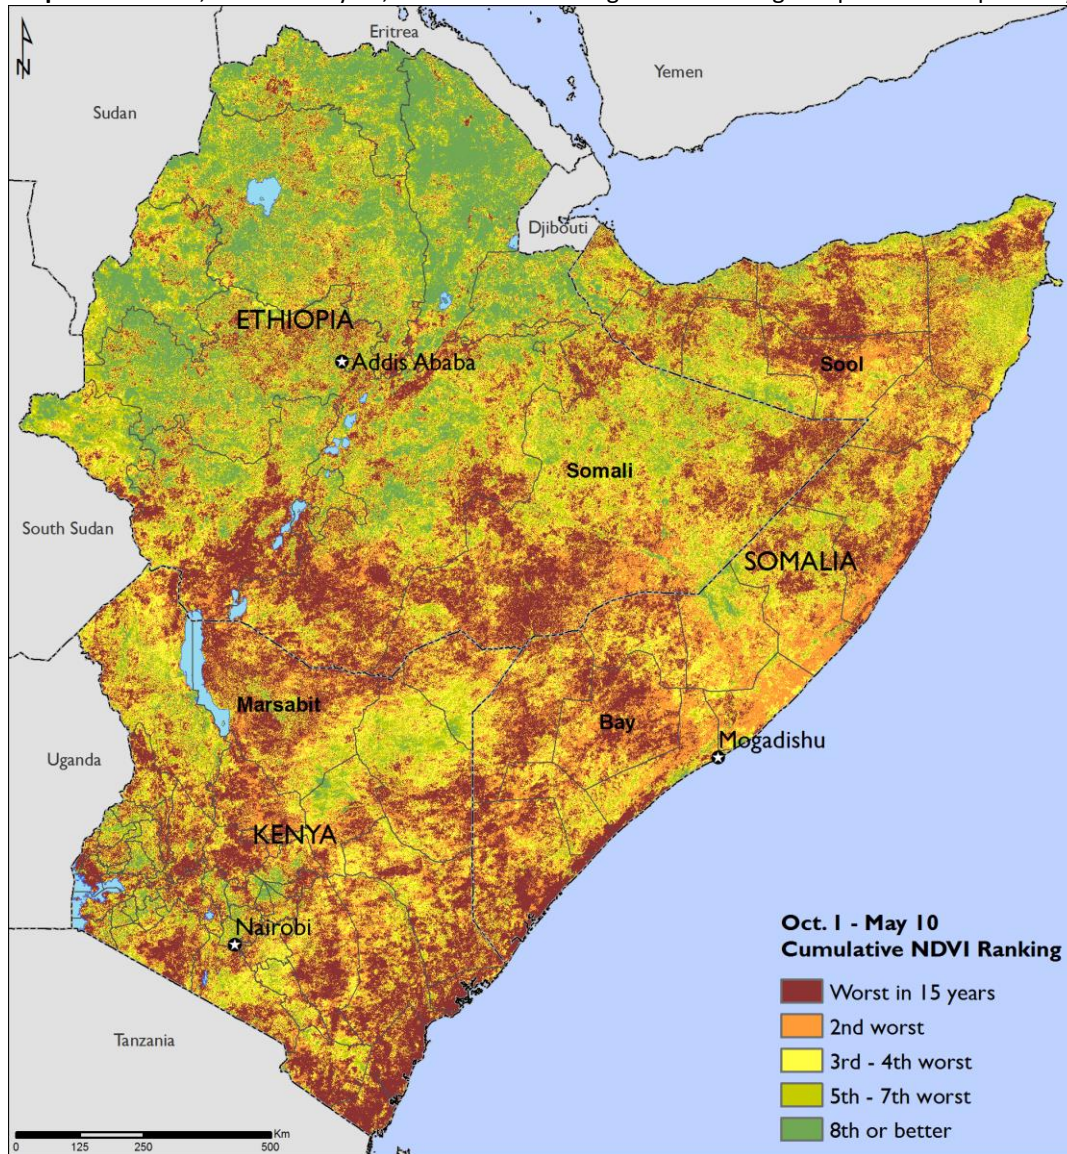 Eritrea
Yemen
Sudan
Djibouti
ETHIOPIA
Addis Ababa
Sool
Somali
South Sudan
SOMALIA
Marsabit
Bay
Mogadishu
Uganda
KENYA
Nairobi
Tanzania
N
Oct. 1 - May 10
Cumulative NDVI Ranking
Worst in 15 years
2nd worst
3rd - 4th worst
5th - 7th worst
8th or better
Km
0 125 250 500